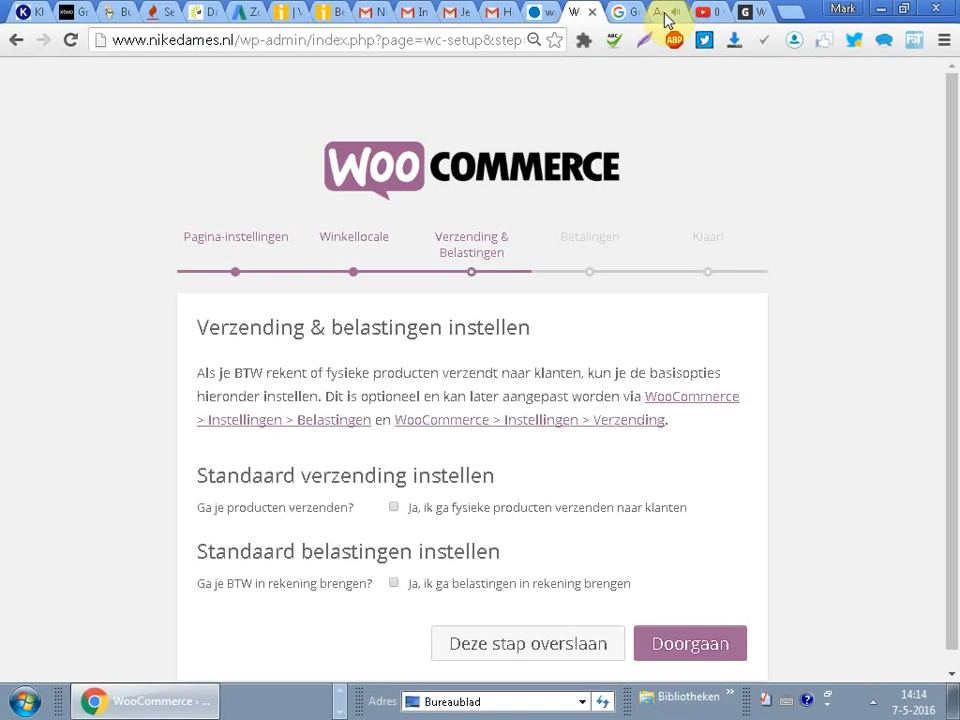 Mark
www.nikedames.nl/wp-admin/index.php?page=wc-setup&step
WOOCOMMERCE
Pagina-instellingen
Winkellocale
Verzending &
Belastingen
Betalingen
Klaar!
Verzending & belastingen instellen
Als je BTW rekent of fysieke producten verzendt naar klanten, kun je de basisopties
hieronder instellen. Dit is optioneel en kan later aangepast worden via WooCommerce
> Instellingen > Belastingen en WooCommerce > Instellingen > Verzending.
Standaard verzending instellen
Ga je producten verzenden?
Ja, ik ga fysieke producten verzenden naar klanten
Standaard belastingen instellen
Ga je BTW in rekening brengen?
Ja, ik ga belastingen in rekening brengen
Deze stap overslaan
Doorgaan
WooCommerce › ...
Adres
Bureaublad
Bibliotheken
14:14
7-5-2016